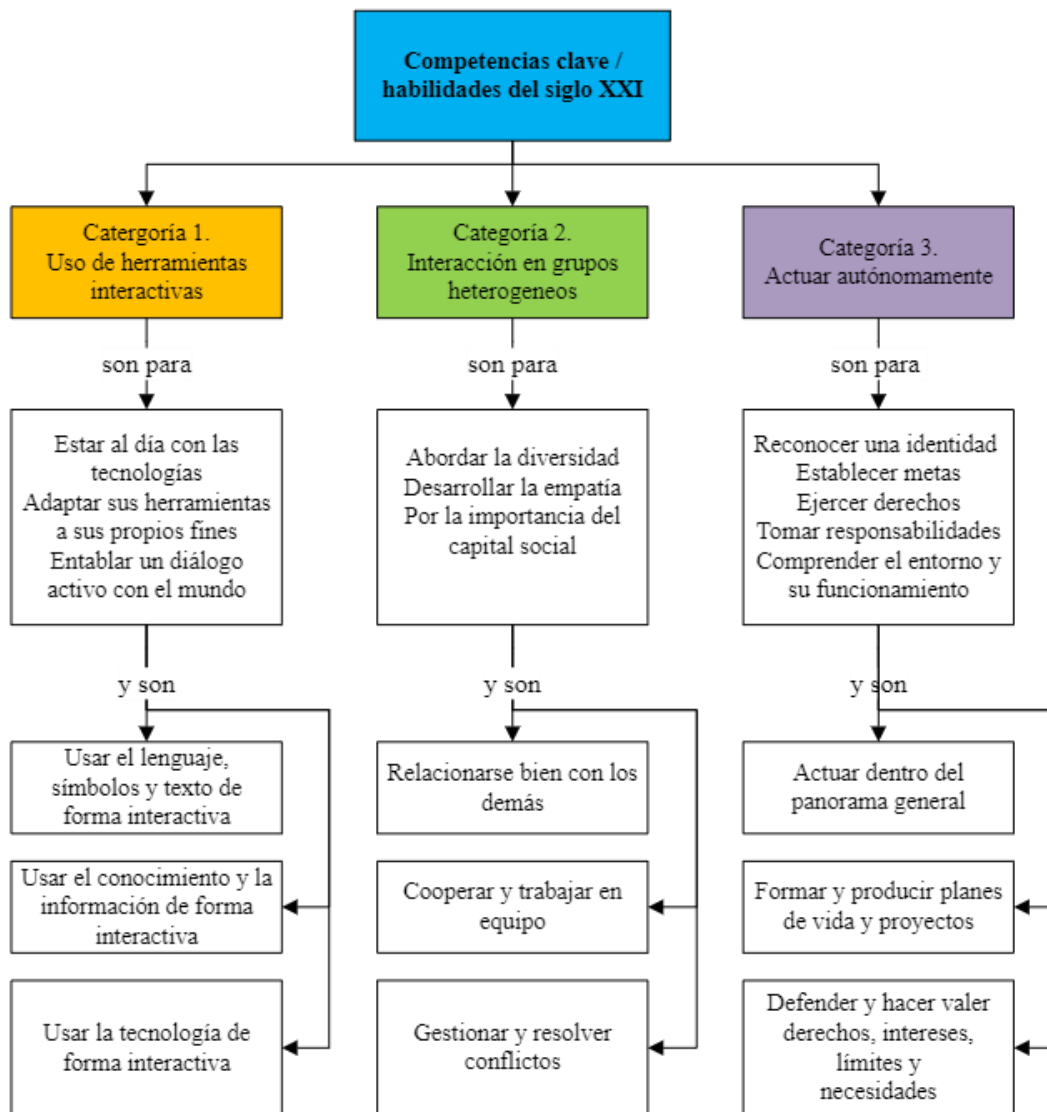 Competencias clave /
habilidades del siglo XXI
Catergoría 1.
Uso de herramientas
interactivas
Categoría 2.
Interacción en grupos
heterogeneos
Categoría 3.
Actuar autónomamente
son para
son para
son para
Estar al día con las
tecnologías
Adaptar sus herramientas
a sus propios fines
Entablar un diálogo
activo con el mundo
Abordar la diversidad
Desarrollar la empatía
Por la importancia del
capital social
Reconocer una identidad
Establecer metas
Ejercer derechos
Tomar responsabilidades
Comprender el entorno y
su funcionamiento
y son
y son
y son
Usar el lenguaje,
símbolos y texto de
forma interactiva
Relacionarse bien con los
demás
Actuar dentro del
panorama general
Usar el conocimiento y la
información de forma
interactiva
Cooperar y trabajar en
equipo
Formar y producir planes
de vida y proyectos
Usar la tecnología de
forma interactiva
Gestionar y resolver
conflictos
Defender y hacer valer
derechos, intereses,
límites y
necesidades